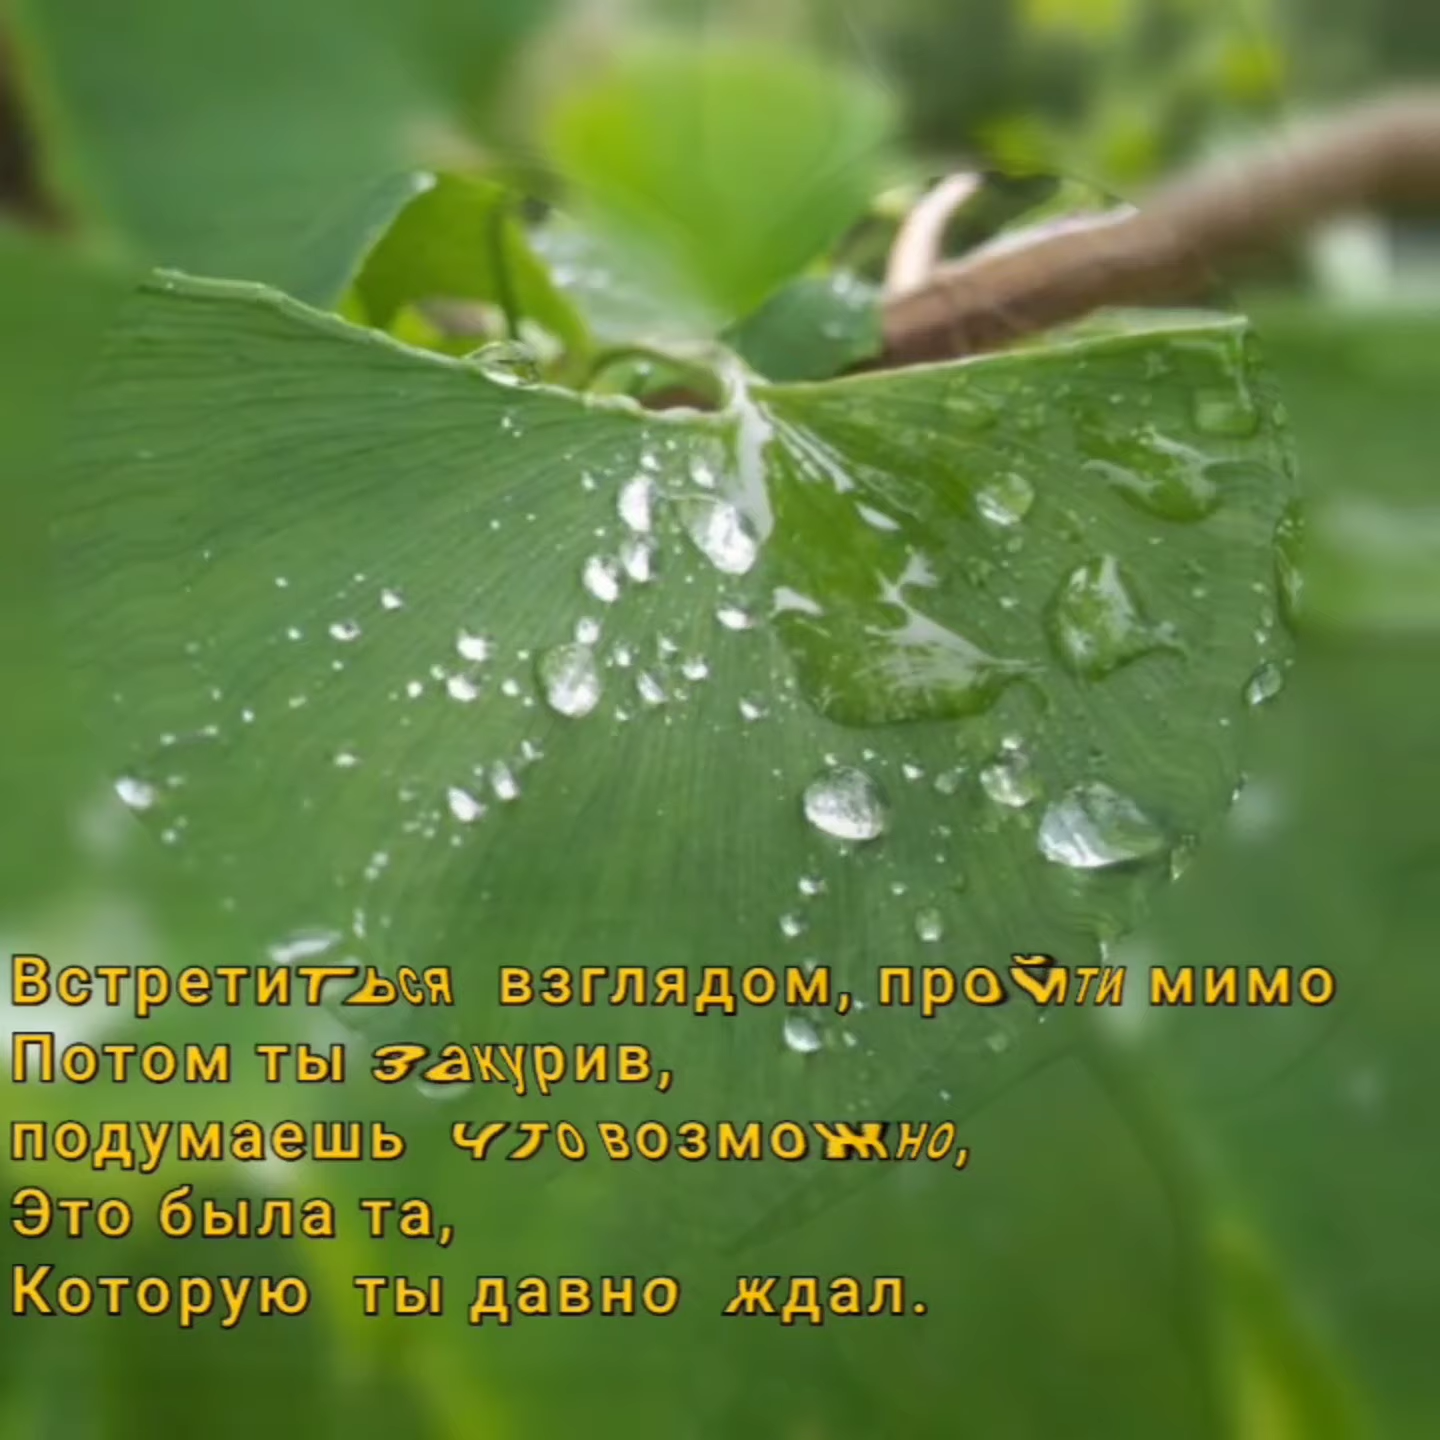 Встретиться взглядом, пройти мимо
Потом ты закурив,
подумаешь что возможно,
Это была та,
Которую ты давно ждал.